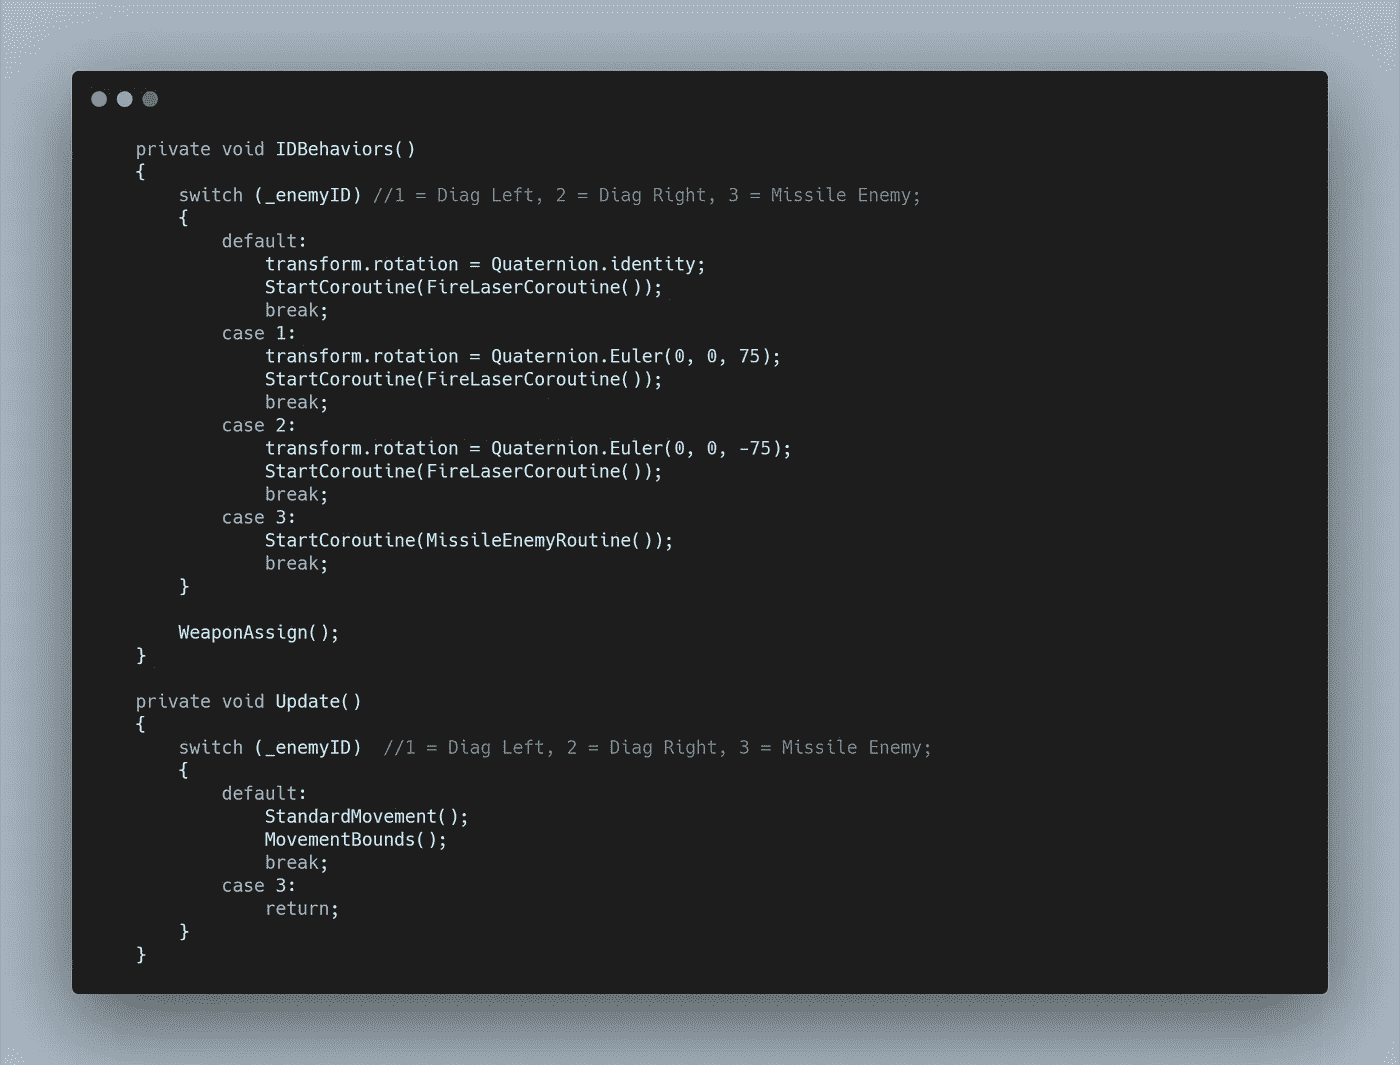 private void IDBehaviors()
{
    switch (_enemyID) //1 = Diag Left, 2 = Diag Right, 3 = Missile Enemy;
    {
        default:
            transform.rotation = Quaternion.identity;
            StartCoroutine(FireLaserCoroutine());
            break;
        case 1:
            transform.rotation = Quaternion.Euler(0, 0, 75);
            StartCoroutine(FireLaserCoroutine());
            break;
        case 2:
            transform.rotation = Quaternion.Euler(0, 0, -75);
            StartCoroutine(FireLaserCoroutine());
            break;
        case 3:
            StartCoroutine(MissileEnemyRoutine());
            break;
    }

    WeaponAssign();
}

private void Update()
{
    switch (_enemyID)  //1 = Diag Left, 2 = Diag Right, 3 = Missile Enemy;
    {
        default:
            StandardMovement();
            MovementBounds();
            break;
        case 3:
            return;
    }
}